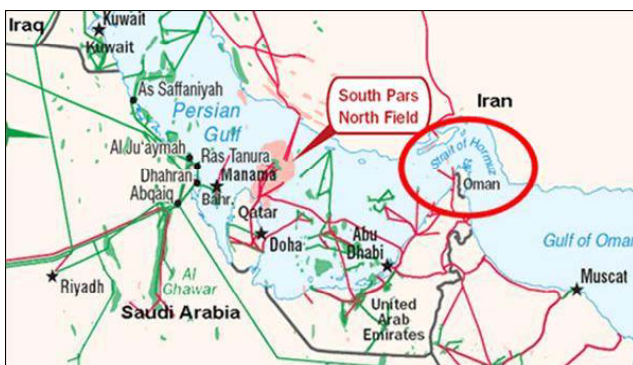 Iraq
Kuwait
Kuwait
As Saffaniyah
Persian
Gulf
South Pars
North Field
Iran
Strait of Hormuz
Al Ju'aymah
Ras Tanura
Dhahran
Manama
Abqaiq
Bahr.
Oman
Qatar
Doha
Abu
Dhabi
Gulf of Oman
Riyadh
Al
Ghawar
Saudi Arabia
United
Arab
Emirates
Muscat